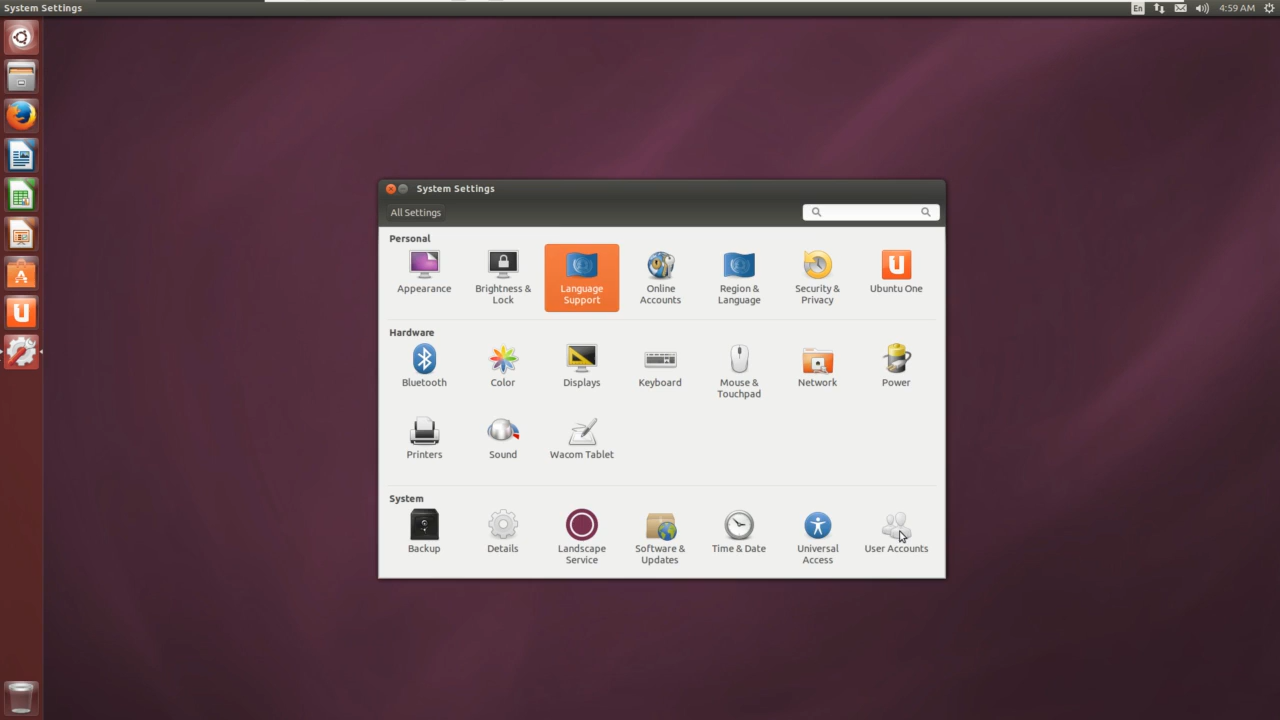 System Settings
En
4:59 AM
System Settings
All Settings
Personal
Appearance
Brightness &
Lock
Language
Support
Online
Accounts
Region &
Language
Security &
Privacy
Ubuntu One
Hardware
Bluetooth
Color
Displays
Keyboard
Mouse &
Touchpad
Network
Power
Printers
Sound
Wacom Tablet
System
Backup
Details
Landscape
Service
Software &
Updates
Time & Date
Universal
Access
User Accounts